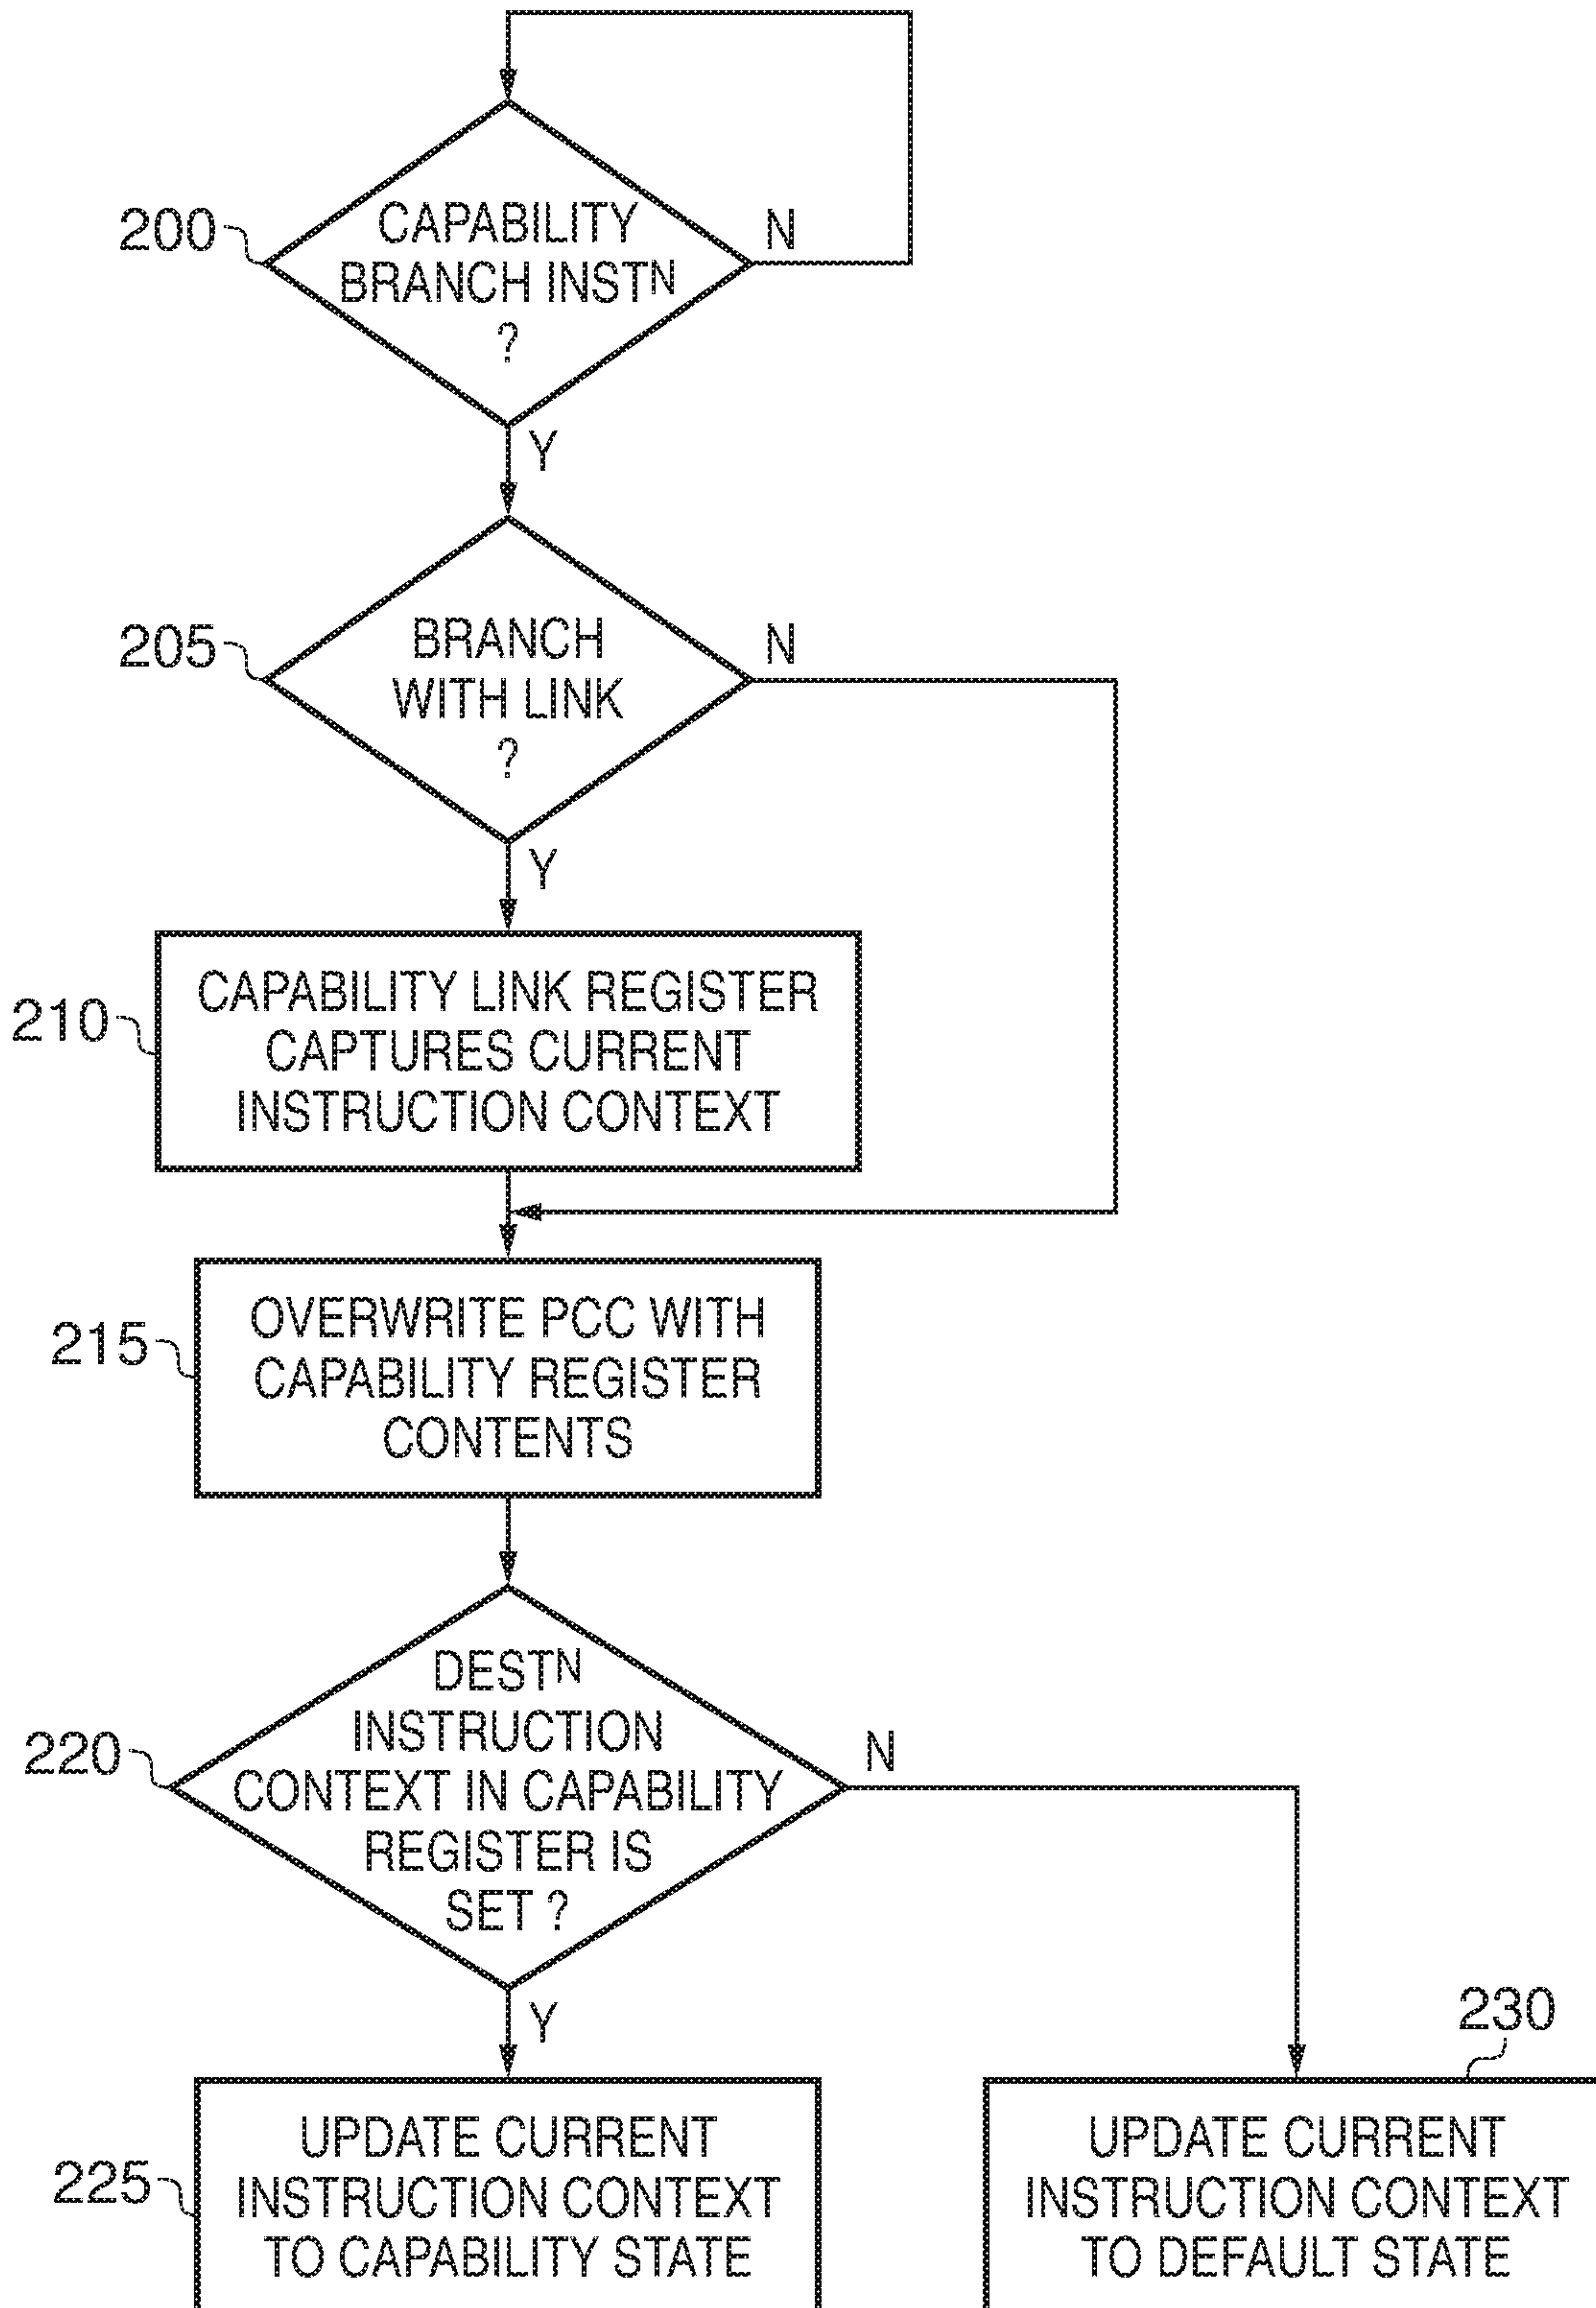 200
CAPABILITY
BRANCH INSTᴺ
?
N
Y
205
BRANCH
WITH LINK
?
N
Y
210
CAPABILITY LINK REGISTER
CAPTURES CURRENT
INSTRUCTION CONTEXT
215
OVERWRITE PCC WITH
CAPABILITY REGISTER
CONTENTS
220
DESTᴺ
INSTRUCTION
CONTEXT IN CAPABILITY
REGISTER IS
SET ?
N
Y
225
UPDATE CURRENT
INSTRUCTION CONTEXT
TO CAPABILITY STATE
230
UPDATE CURRENT
INSTRUCTION CONTEXT
TO DEFAULT STATE